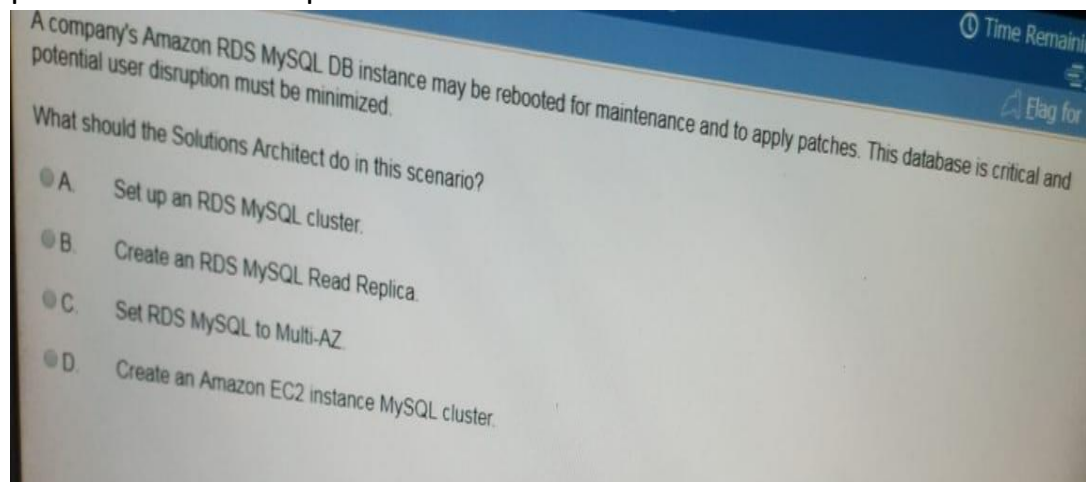 Time Remaini
Flag for
A company's Amazon RDS MySQL DB instance may be rebooted for maintenance and to apply patches. This database is critical and
potential user disruption must be minimized.
What should the Solutions Architect do in this scenario?
A. Set up an RDS MySQL cluster.
B. Create an RDS MySQL Read Replica.
C. Set RDS MySQL to Multi-AZ.
D. Create an Amazon EC2 instance MySQL cluster.